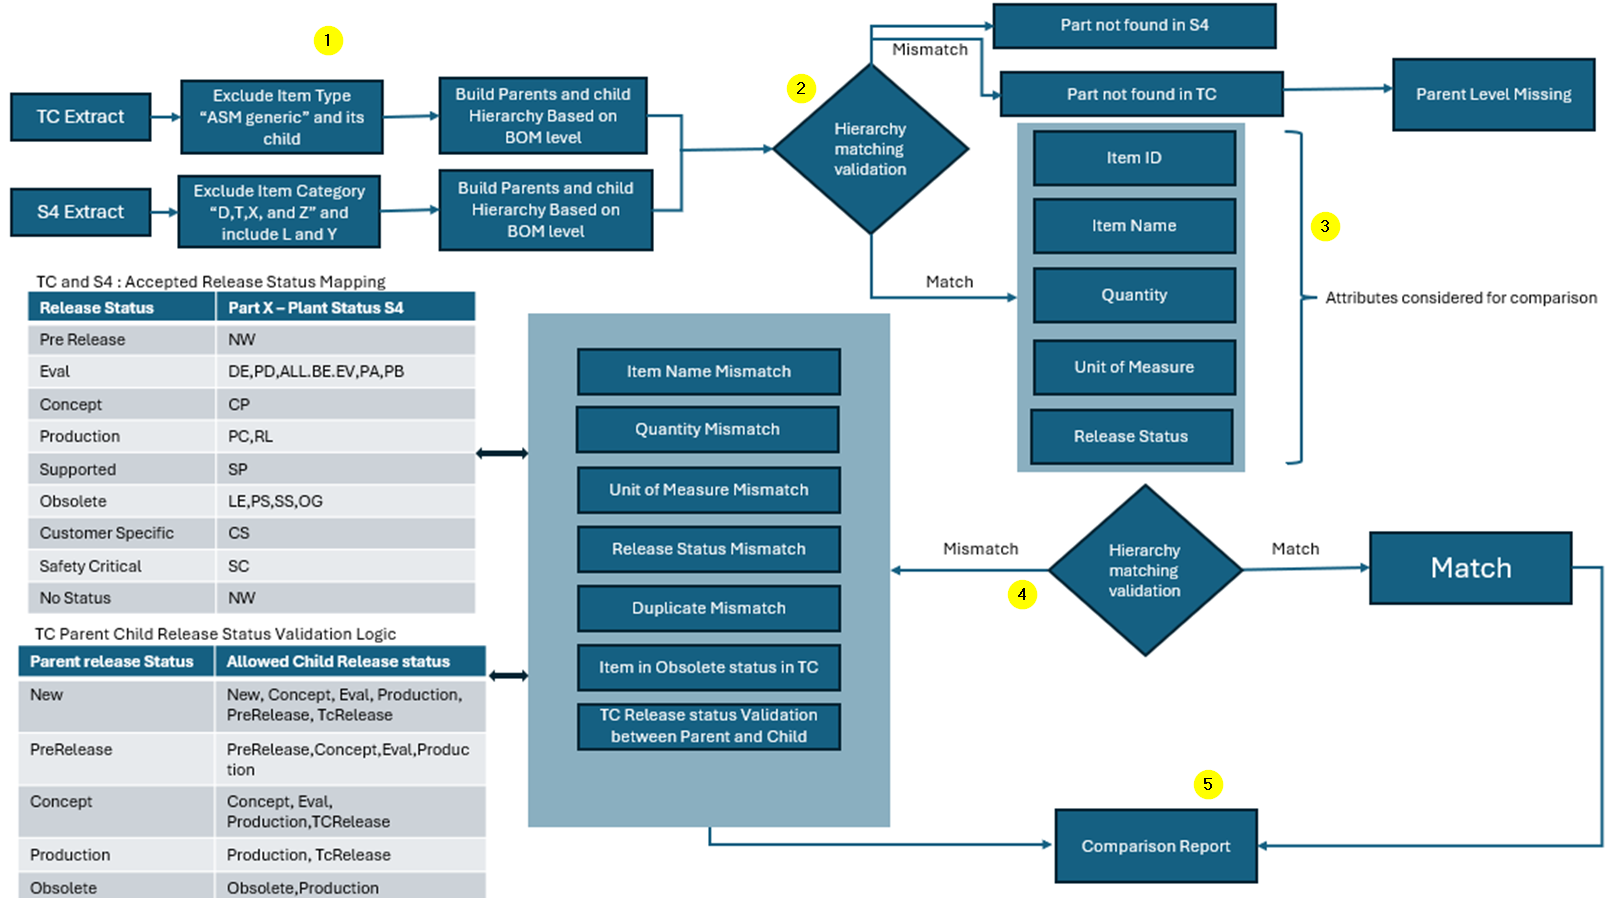 1
TC Extract
Exclude Item Type
“ASM generic” and its
child
Build Parents and child
Hierarchy Based on
BOM level
S4 Extract
Exclude Item Category
“D,T,X, and Z” and
include L and Y
Build Parents and child
Hierarchy Based on
BOM level
2
Hierarchy
matching
validation
Mismatch
Part not found in S4
Part not found in TC
Parent Level Missing
Match
Item ID
Item Name
Quantity
Unit of Measure
Release Status
3
Attributes considered for comparison
TC and S4 : Accepted Release Status Mapping
Release Status Part X – Plant Status S4
Pre Release NW
Eval DE,PD,ALL.BE.EV,PA,PB
Concept CP
Production PC,RL
Supported SP
Obsolete LE,PS,SS,OG
Customer Specific CS
Safety Critical SC
No Status NW
TC Parent Child Release Status Validation Logic
Parent release Status Allowed Child Release status
New New, Concept, Eval, Production,
PreRelease, TcRelease
PreRelease PreRelease,Concept,Eval,Produc
tion
Concept Concept, Eval,
Production,TCRelease
Production Production, TcRelease
Obsolete Obsolete,Production
Item Name Mismatch
Quantity Mismatch
Unit of Measure Mismatch
Release Status Mismatch
Duplicate Mismatch
Item in Obsolete status in TC
TC Release status Validation
between Parent and Child
Mismatch
4
Hierarchy
matching
validation
Match
Match
5
Comparison Report